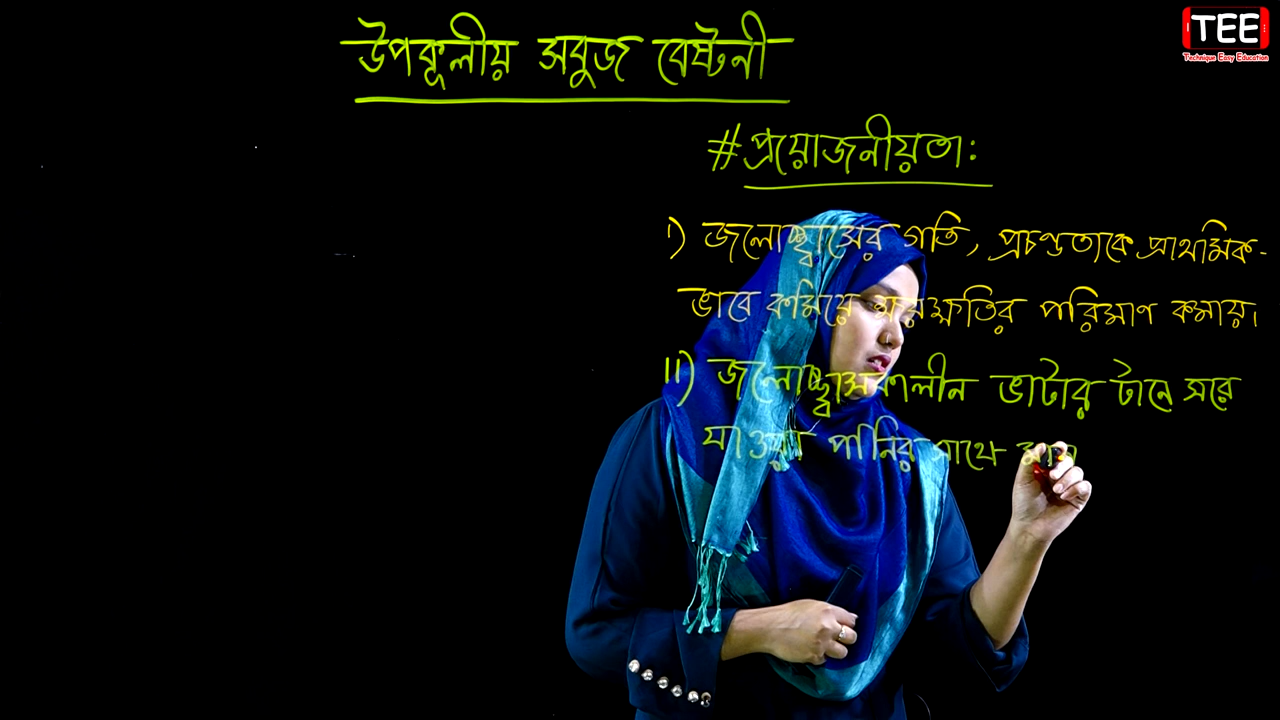 TEE
Technique Easy Education
উপকূলীয় সবুজ বেষ্টনী
# প্রয়োজনীয়তা:
i) জলোচ্ছ্বাসের গতি, প্রচণ্ডতাকে প্রাথমিক-
ভাবে কমিয়ে ক্ষয়ক্ষতির পরিমাণ কমায়।
ii) জলোচ্ছ্বাসকালীন ভাটার টানে সরে
যাওয়া পানির সাথে